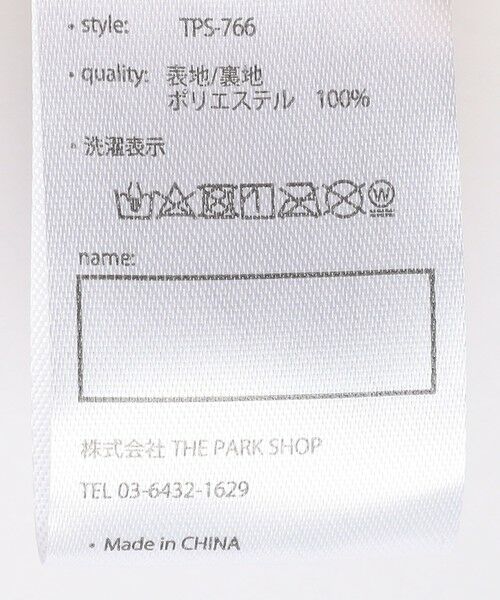 ・style: TPS-766
・quality: 表地/裏地
ポリエステル 100%
・洗濯表示
W
name:
株式会社 THE PARK SHOP
TEL 03-6432-1629
・Made in CHINA